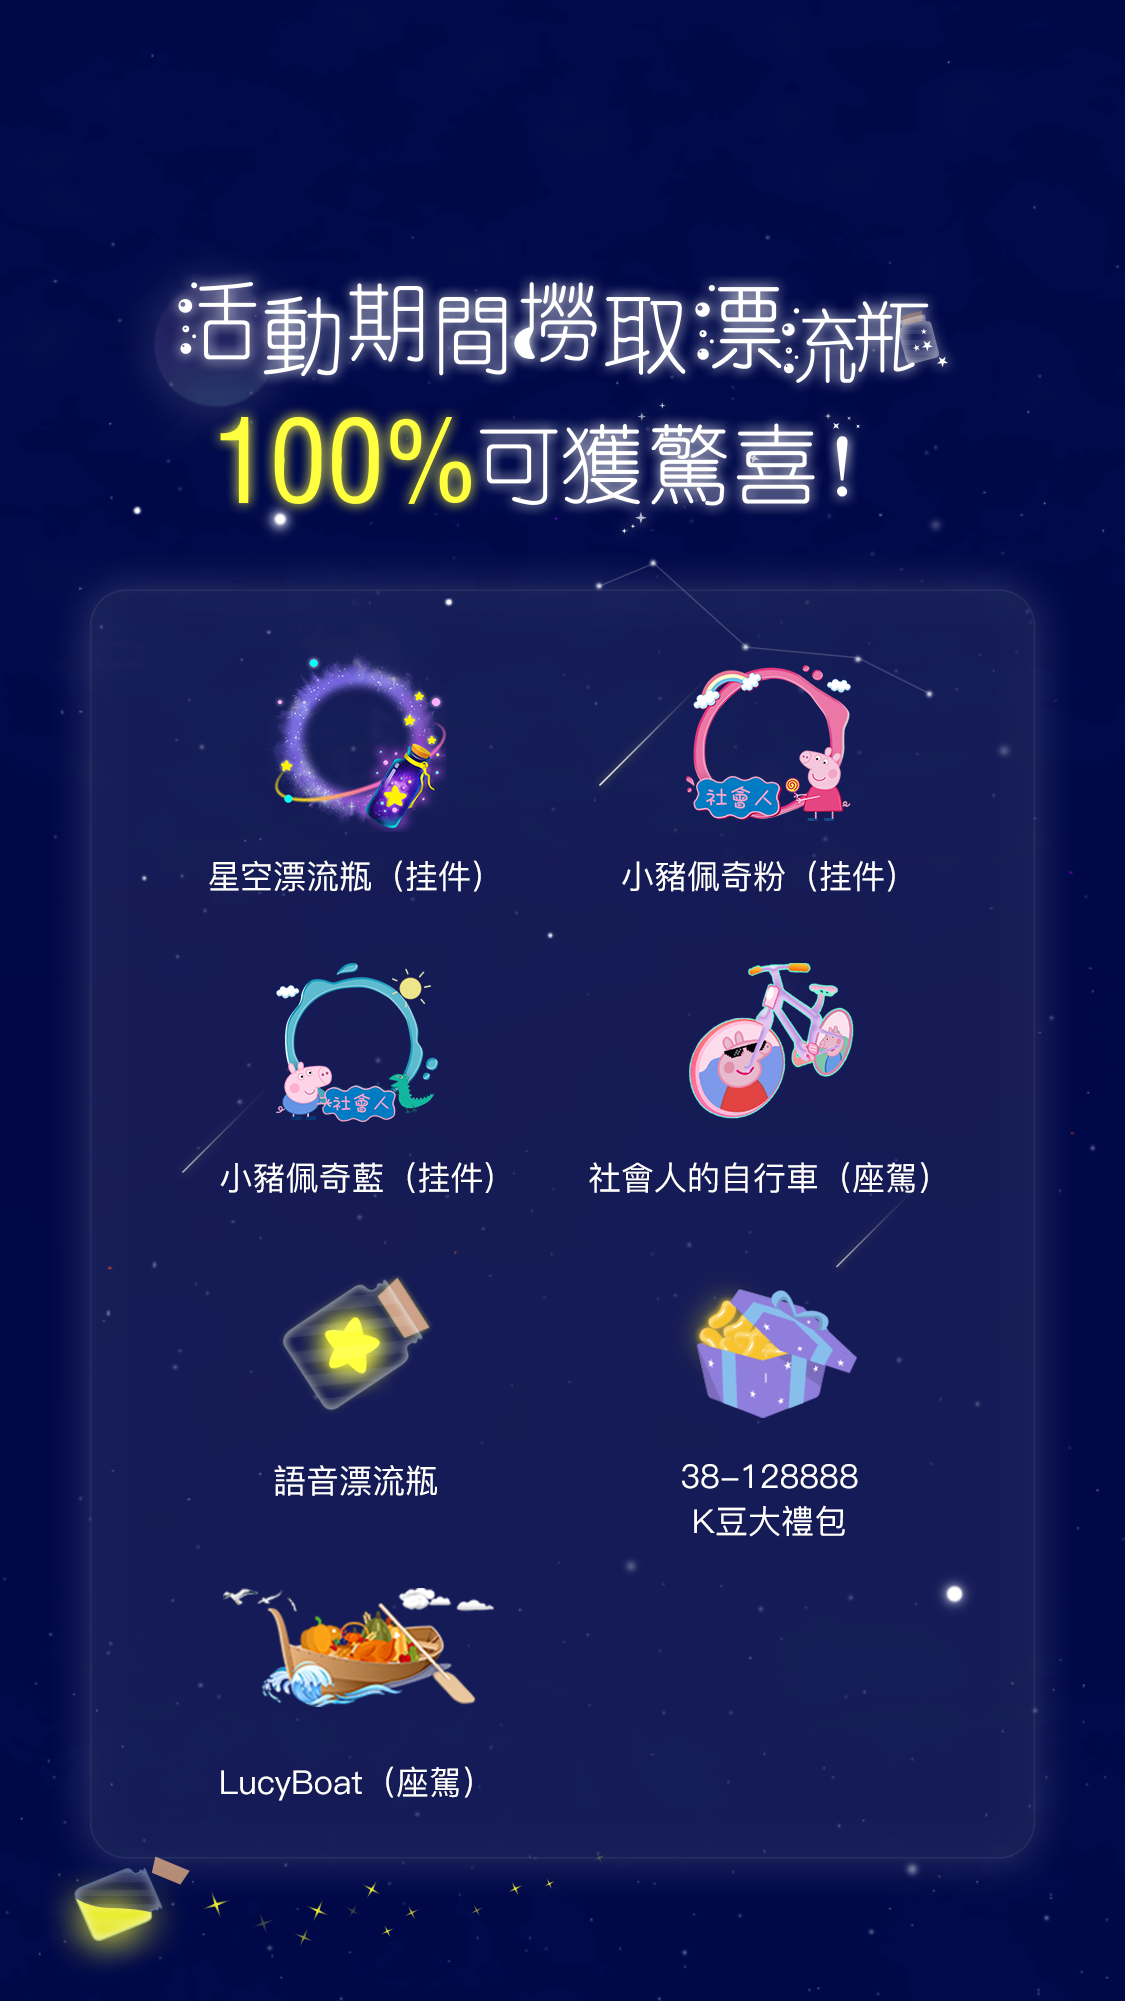 活動期間撈取漂流瓶
100%可獲驚喜!
社會人
星空漂流瓶（挂件）
小豬佩奇粉（挂件）
社會人
小豬佩奇藍（挂件）
社會人的自行車（座駕）
語音漂流瓶
38-128888
K豆大禮包
LucyBoat（座駕）